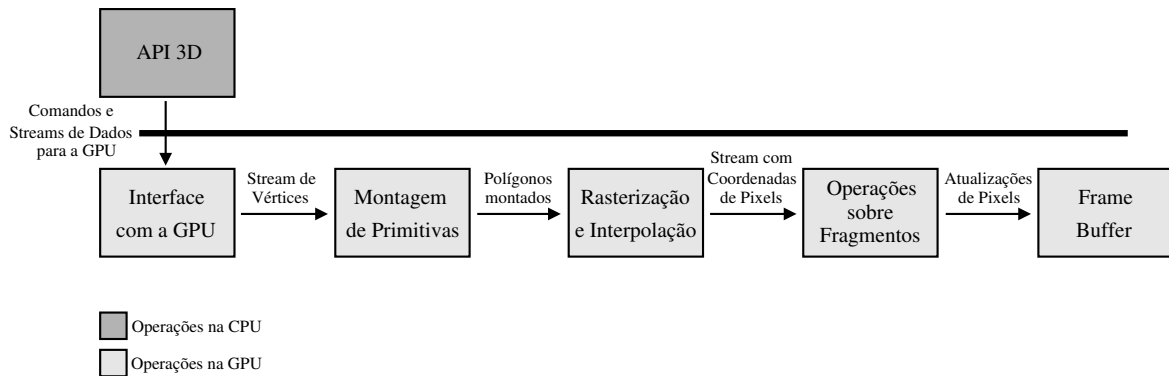 API 3D
Comandos e
Streams de Dados
para a GPU
Interface
com a GPU
Stream de
Vértices
Montagem
de Primitivas
Polígonos
montados
Rasterização
e Interpolação
Stream com
Coordenadas
de Pixels
Operações
sobre
Fragmentos
Atualizações
de Pixels
Frame
Buffer
Operações na CPU
Operações na GPU